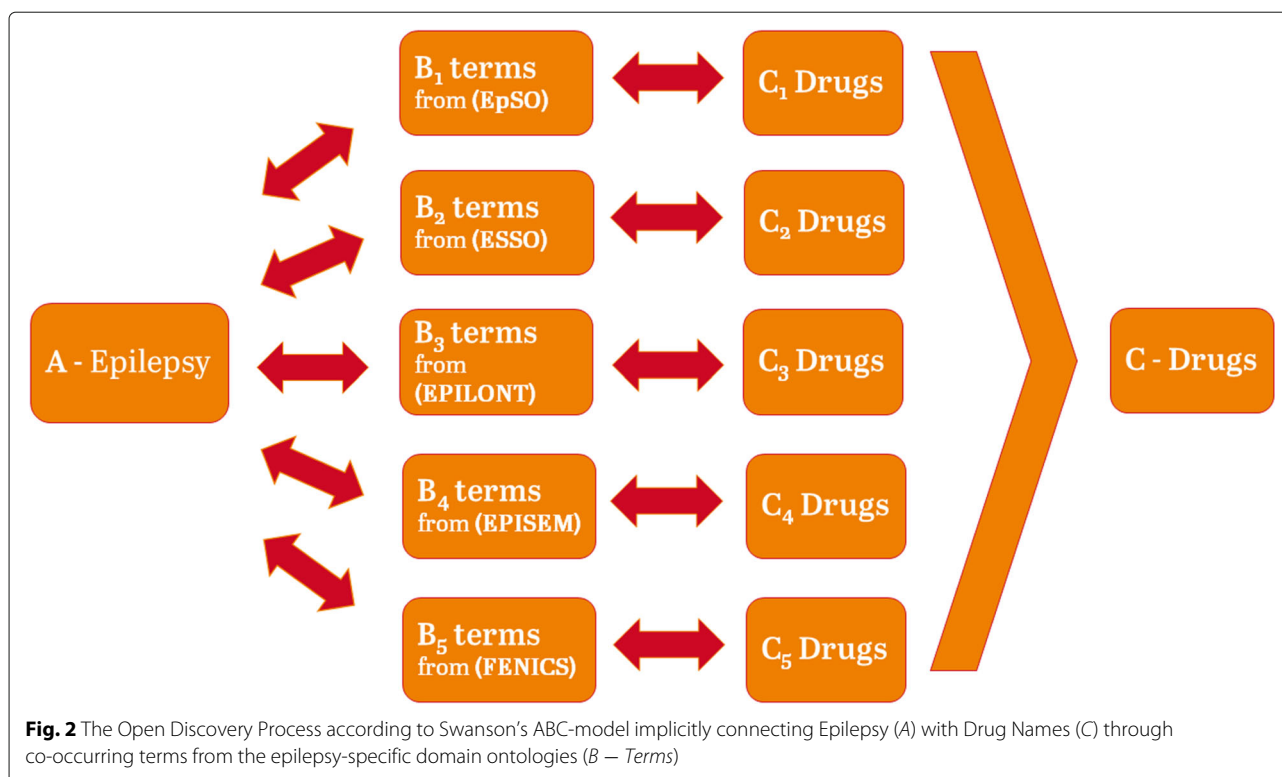 B₁ terms
from (EpSO)
C₁ Drugs
B₂ terms
from (ESSO)
C₂ Drugs
A - Epilepsy
B₃ terms
from
(EPILONT)
C₃ Drugs
C - Drugs
B₄ terms
from (EPISEM)
C₄ Drugs
B₅ terms
from (FENICS)
C₅ Drugs
Fig. 2 The Open Discovery Process according to Swanson's ABC-model implicitly connecting Epilepsy (A) with Drug Names (C) through
co-occurring terms from the epilepsy-specific domain ontologies (B − Terms)